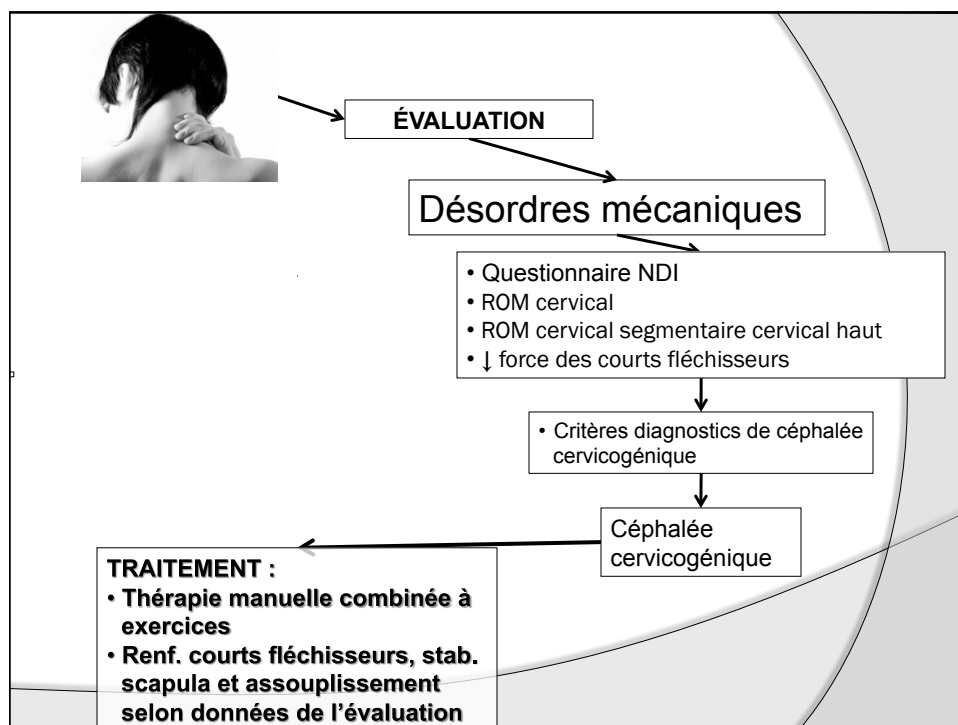 ÉVALUATION
Désordres mécaniques
• Questionnaire NDI
• ROM cervical
• ROM cervical segmentaire cervical haut
• ↓ force des courts fléchisseurs
• Critères diagnostics de céphalée
cervicogénique
Céphalée
cervicogénique
TRAITEMENT :
• Thérapie manuelle combinée à
exercices
• Renf. courts fléchisseurs, stab.
scapula et assouplissement
selon données de l’évaluation